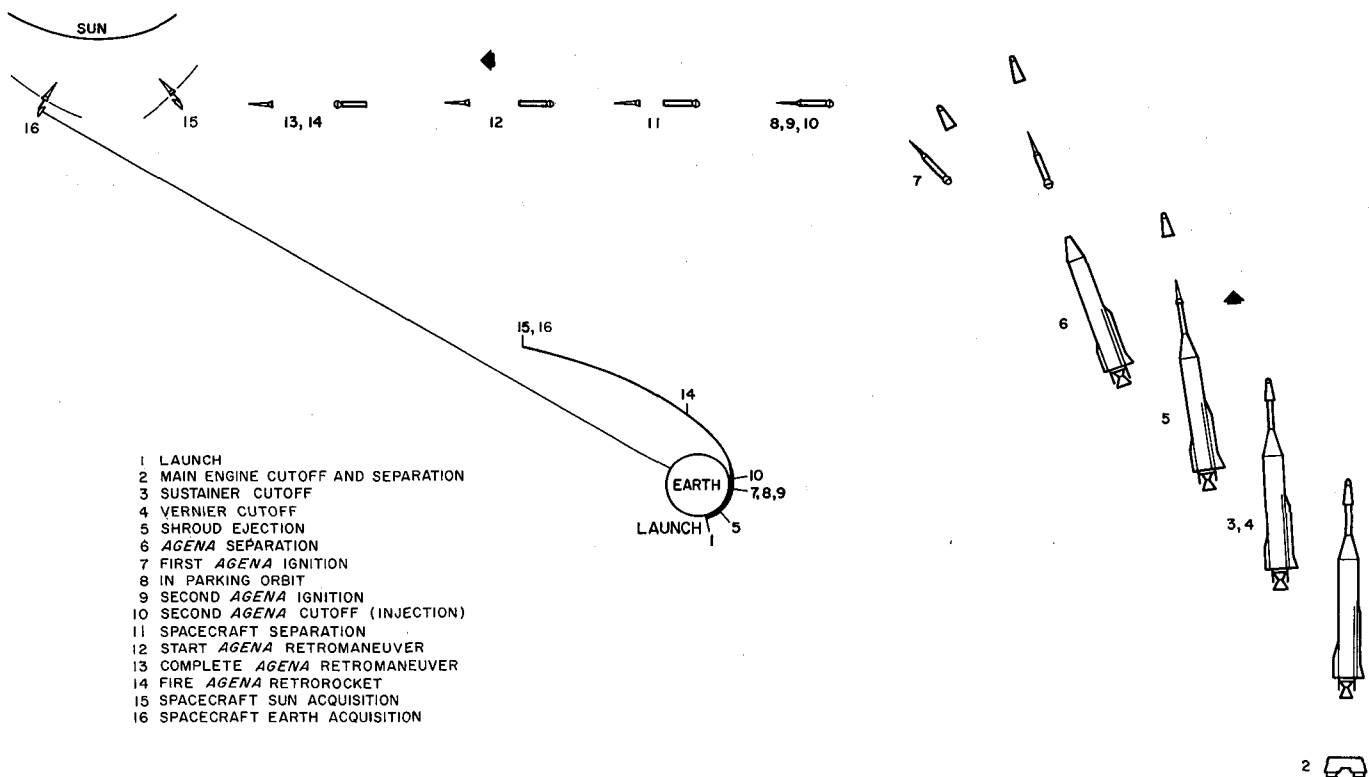 SUN
16
15
13, 14
12
11
8, 9, 10
7
6
5
3, 4
2
15, 16
14
10
7, 8, 9
EARTH
LAUNCH
5
1
1 LAUNCH
2 MAIN ENGINE CUTOFF AND SEPARATION
3 SUSTAINER CUTOFF
4 VERNIER CUTOFF
5 SHROUD EJECTION
6 AGENA SEPARATION
7 FIRST AGENA IGNITION
8 IN PARKING ORBIT
9 SECOND AGENA IGNITION
10 SECOND AGENA CUTOFF (INJECTION)
11 SPACECRAFT SEPARATION
12 START AGENA RETROMANEUVER
13 COMPLETE AGENA RETROMANEUVER
14 FIRE AGENA RETROROCKET
15 SPACECRAFT SUN ACQUISITION
16 SPACECRAFT EARTH ACQUISITION